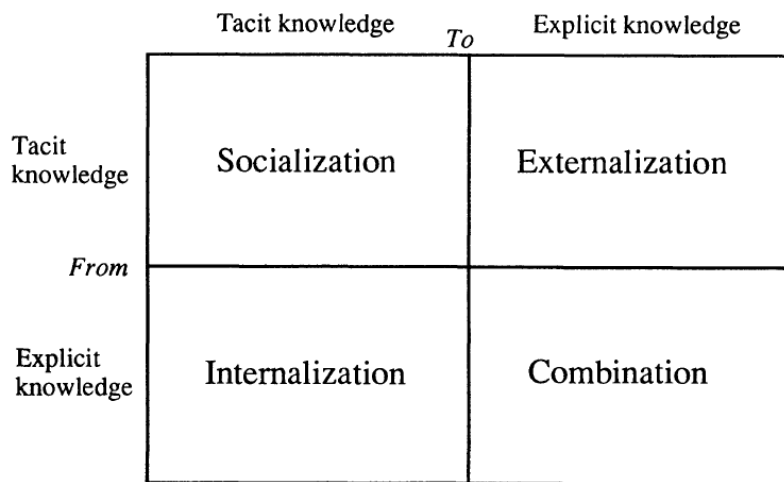 Tacit knowledge
To
Explicit knowledge
Tacit
knowledge
Socialization
Externalization
From
Explicit
knowledge
Internalization
Combination